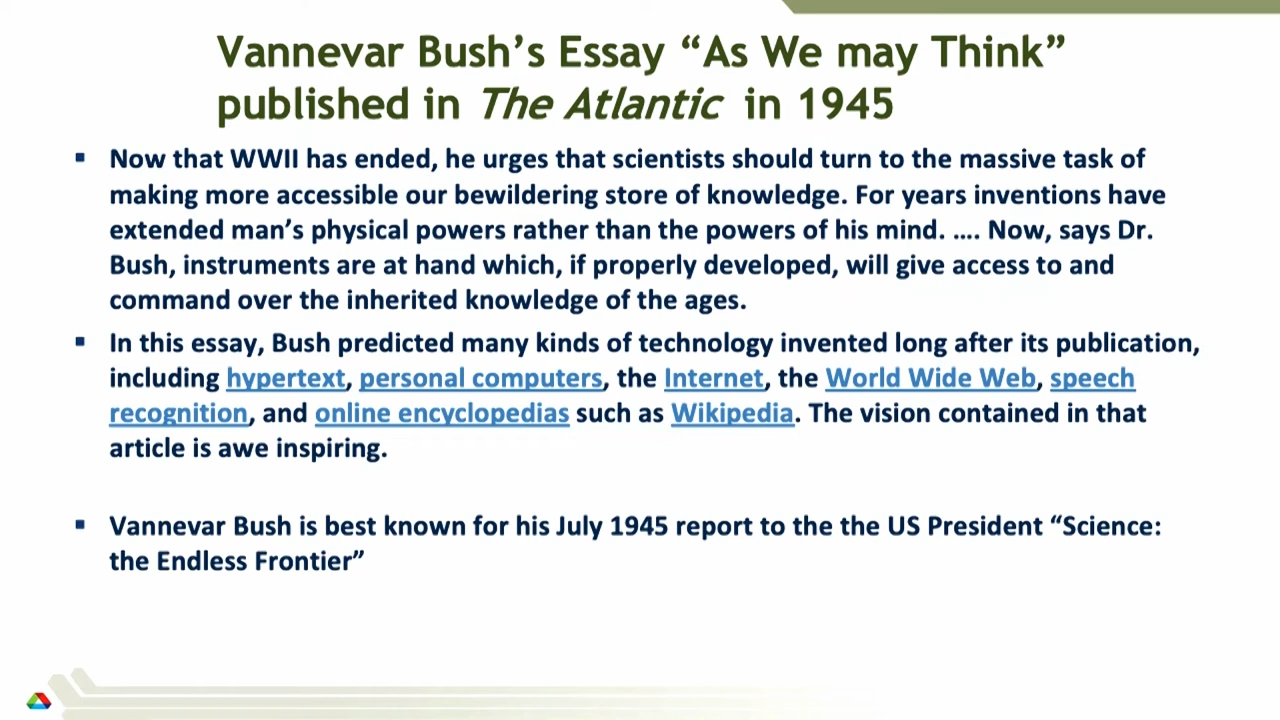 Vannevar Bush’s Essay “As We may Think”
published in The Atlantic in 1945
▪ Now that WWII has ended, he urges that scientists should turn to the massive task of
making more accessible our bewildering store of knowledge. For years inventions have
extended man’s physical powers rather than the powers of his mind. …. Now, says Dr.
Bush, instruments are at hand which, if properly developed, will give access to and
command over the inherited knowledge of the ages.
▪ In this essay, Bush predicted many kinds of technology invented long after its publication,
including hypertext, personal computers, the Internet, the World Wide Web, speech
recognition, and online encyclopedias such as Wikipedia. The vision contained in that
article is awe inspiring.
▪ Vannevar Bush is best known for his July 1945 report to the the US President “Science:
the Endless Frontier”